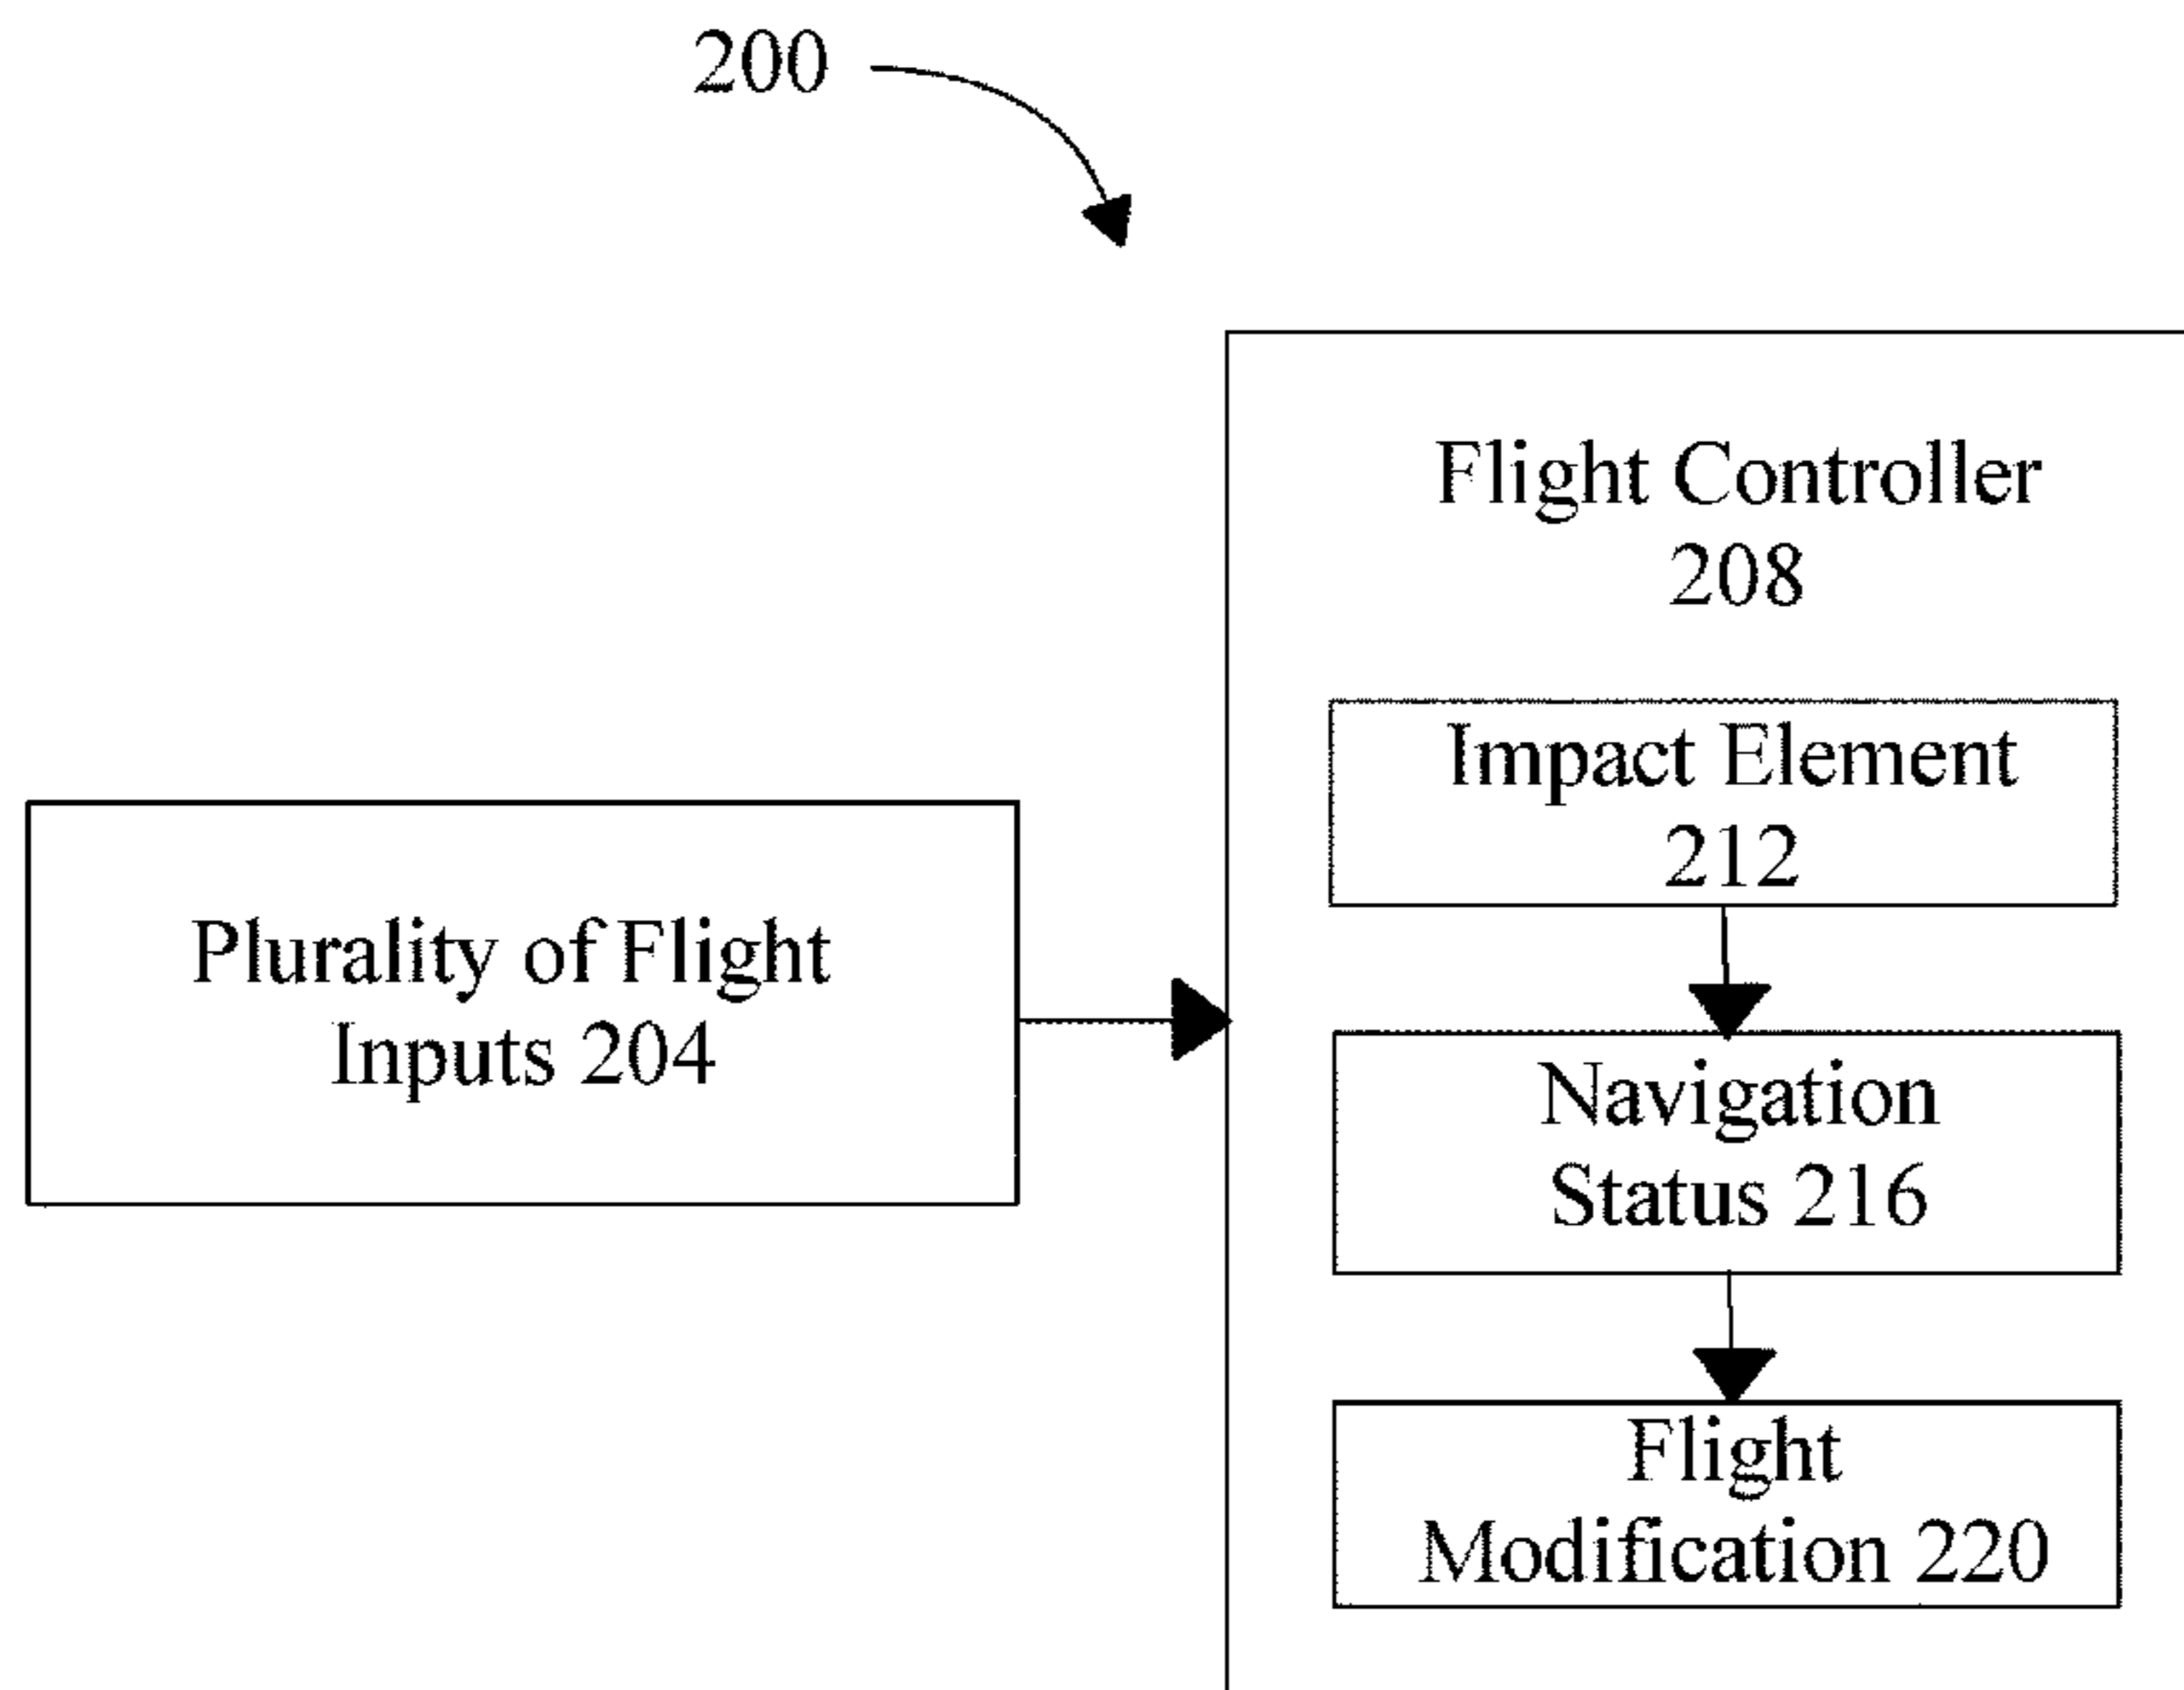 200
Flight Controller
208
Impact Element
212
Plurality of Flight
Inputs 204
Navigation
Status 216
Flight
Modification 220